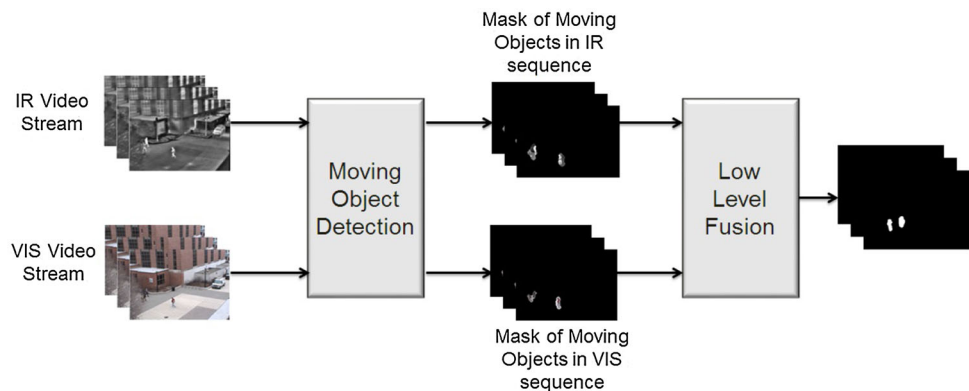 Mask of Moving
Objects in IR
sequence
IR Video
Stream
Moving
Object
Detection
Low
Level
Fusion
VIS Video
Stream
Mask of Moving
Objects in VIS
sequence